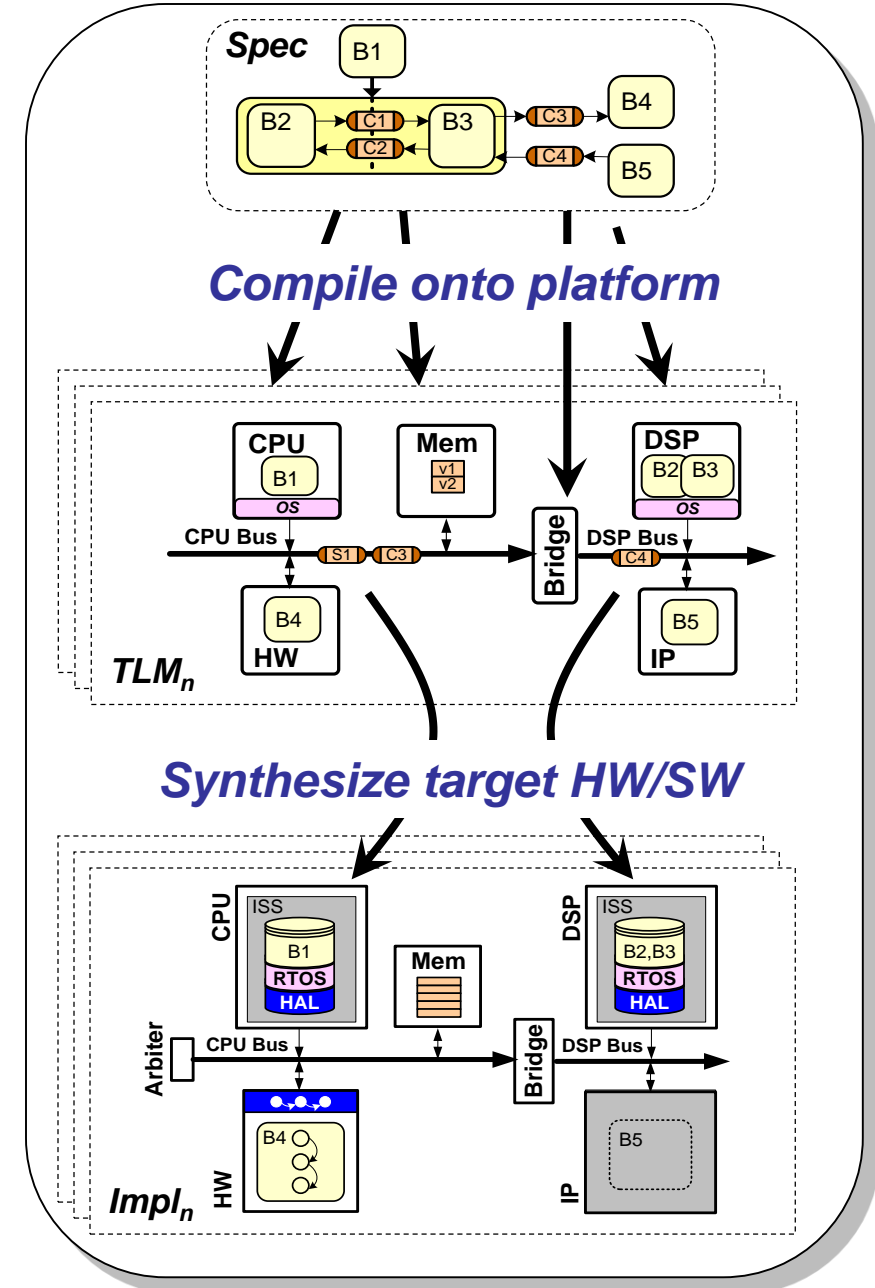 Spec
B1
B2
C1
C2
B3
C3
C4
B4
B5
Compile onto platform
CPU
B1
OS
Mem
v1
v2
DSP
B2
B3
OS
CPU Bus
S1
C3
Bridge
DSP Bus
C4
B4
HW
B5
IP
TLMn
Synthesize target HW/SW
CPU
ISS
B1
RTOS
HAL
Mem
DSP
ISS
B2,B3
RTOS
HAL
Arbiter
CPU Bus
Bridge
DSP Bus
B4
HW
B5
IP
Impln